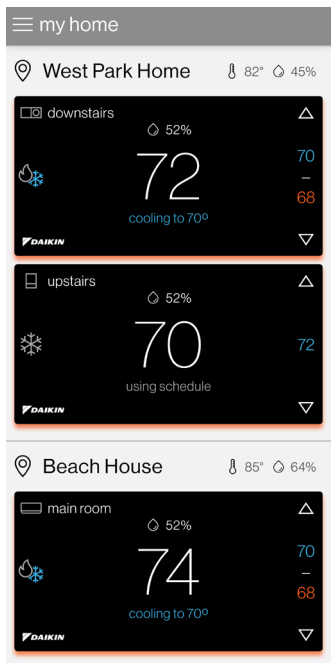 my home
West Park Home 82° 45%
downstairs
52%
72
70
–
68
cooling to 70º
DAIKIN
upstairs
52%
70
72
using schedule
DAIKIN
Beach House 85° 64%
main room
52%
74
70
–
68
cooling to 70º
DAIKIN